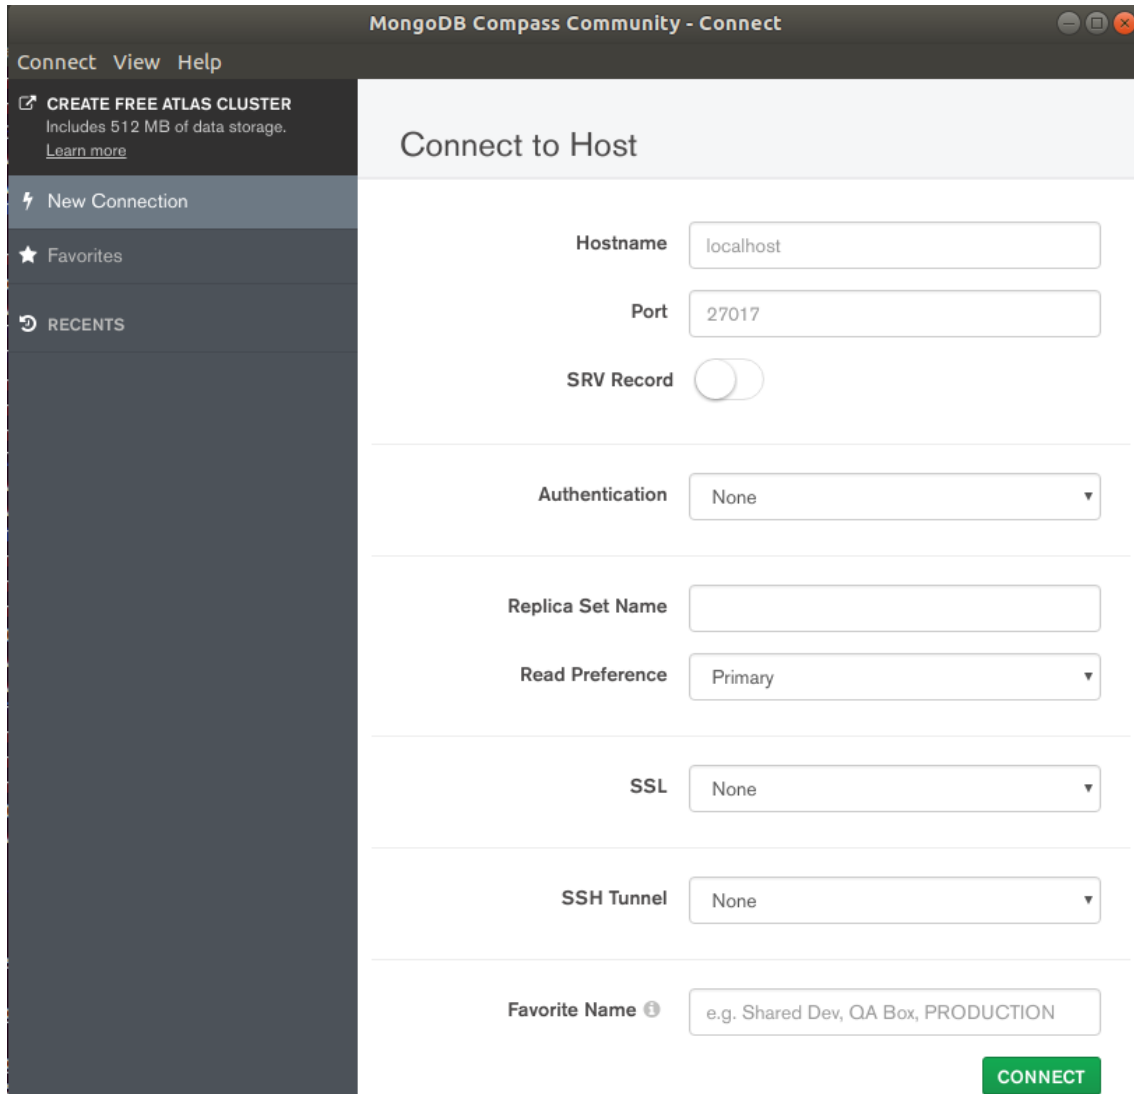 MongoDB Compass Community - Connect
Connect View Help
CREATE FREE ATLAS CLUSTER
Includes 512 MB of data storage.
Learn more
New Connection
Favorites
RECENTS
Connect to Host
Hostname localhost
Port 27017
SRV Record
Authentication None
Replica Set Name
Read Preference Primary
SSL None
SSH Tunnel None
Favorite Name e.g. Shared Dev, QA Box, PRODUCTION
CONNECT